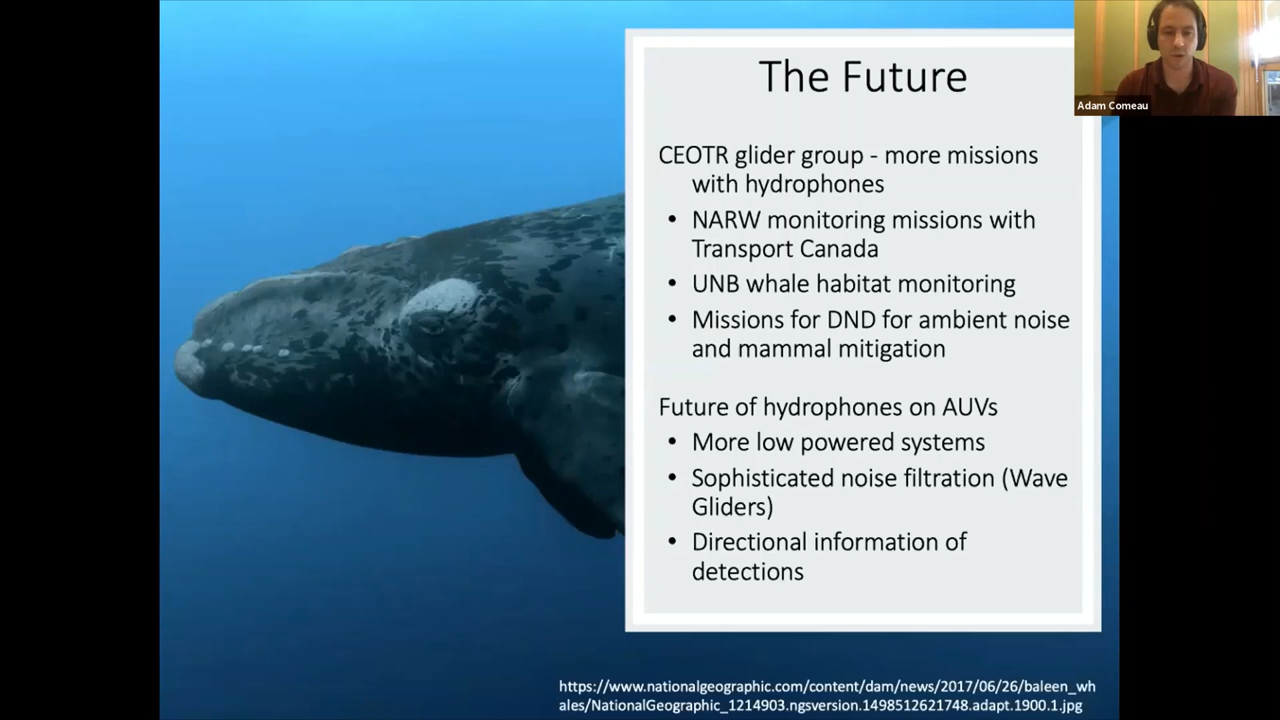 The Future
Adam Comeau
CEOTR glider group - more missions
with hydrophones
• NARW monitoring missions with
Transport Canada
• UNB whale habitat monitoring
• Missions for DND for ambient noise
and mammal mitigation
Future of hydrophones on AUVs
• More low powered systems
• Sophisticated noise filtration (Wave
Gliders)
• Directional information of
detections
https://www.nationalgeographic.com/content/dam/news/2017/06/26/baleen_wh
ales/NationalGeographic_1214903.ngsversion.1498512621748.adapt.1900.1.jpg